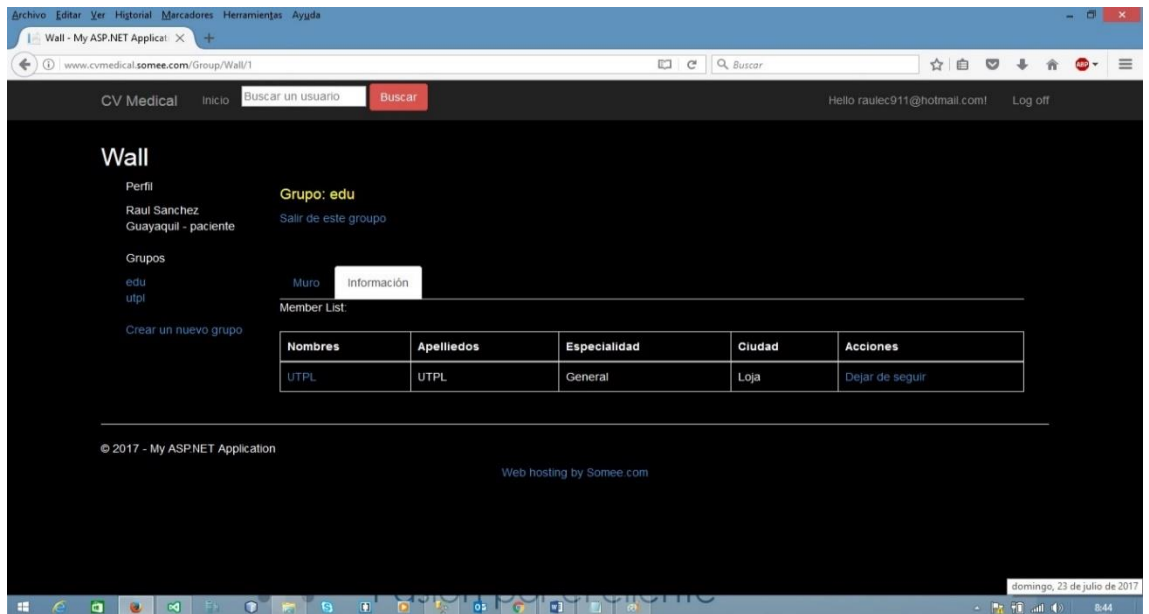 Archivo Editar Ver Historial Marcadores Herramientas Ayuda
Wall - My ASP.NET Applicati
www.cvmedical.somee.com/Group/Wall/1
Buscar
CV Medical Inicio Buscar un usuario Buscar Hello raulec911@hotmail.com! Log off
Wall
Perfil
Raul Sanchez
Guayaquil - paciente
Grupos
edu
utpl
Crear un nuevo grupo
Grupo: edu
Salir de este groupo
Muro Información
Member List:
Nombres Apelliedos Especialidad Ciudad Acciones
UTPL UTPL General Loja Dejar de seguir
© 2017 - My ASP.NET Application
Web hosting by Somee.com
domingo, 23 de julio de 2017
8:44